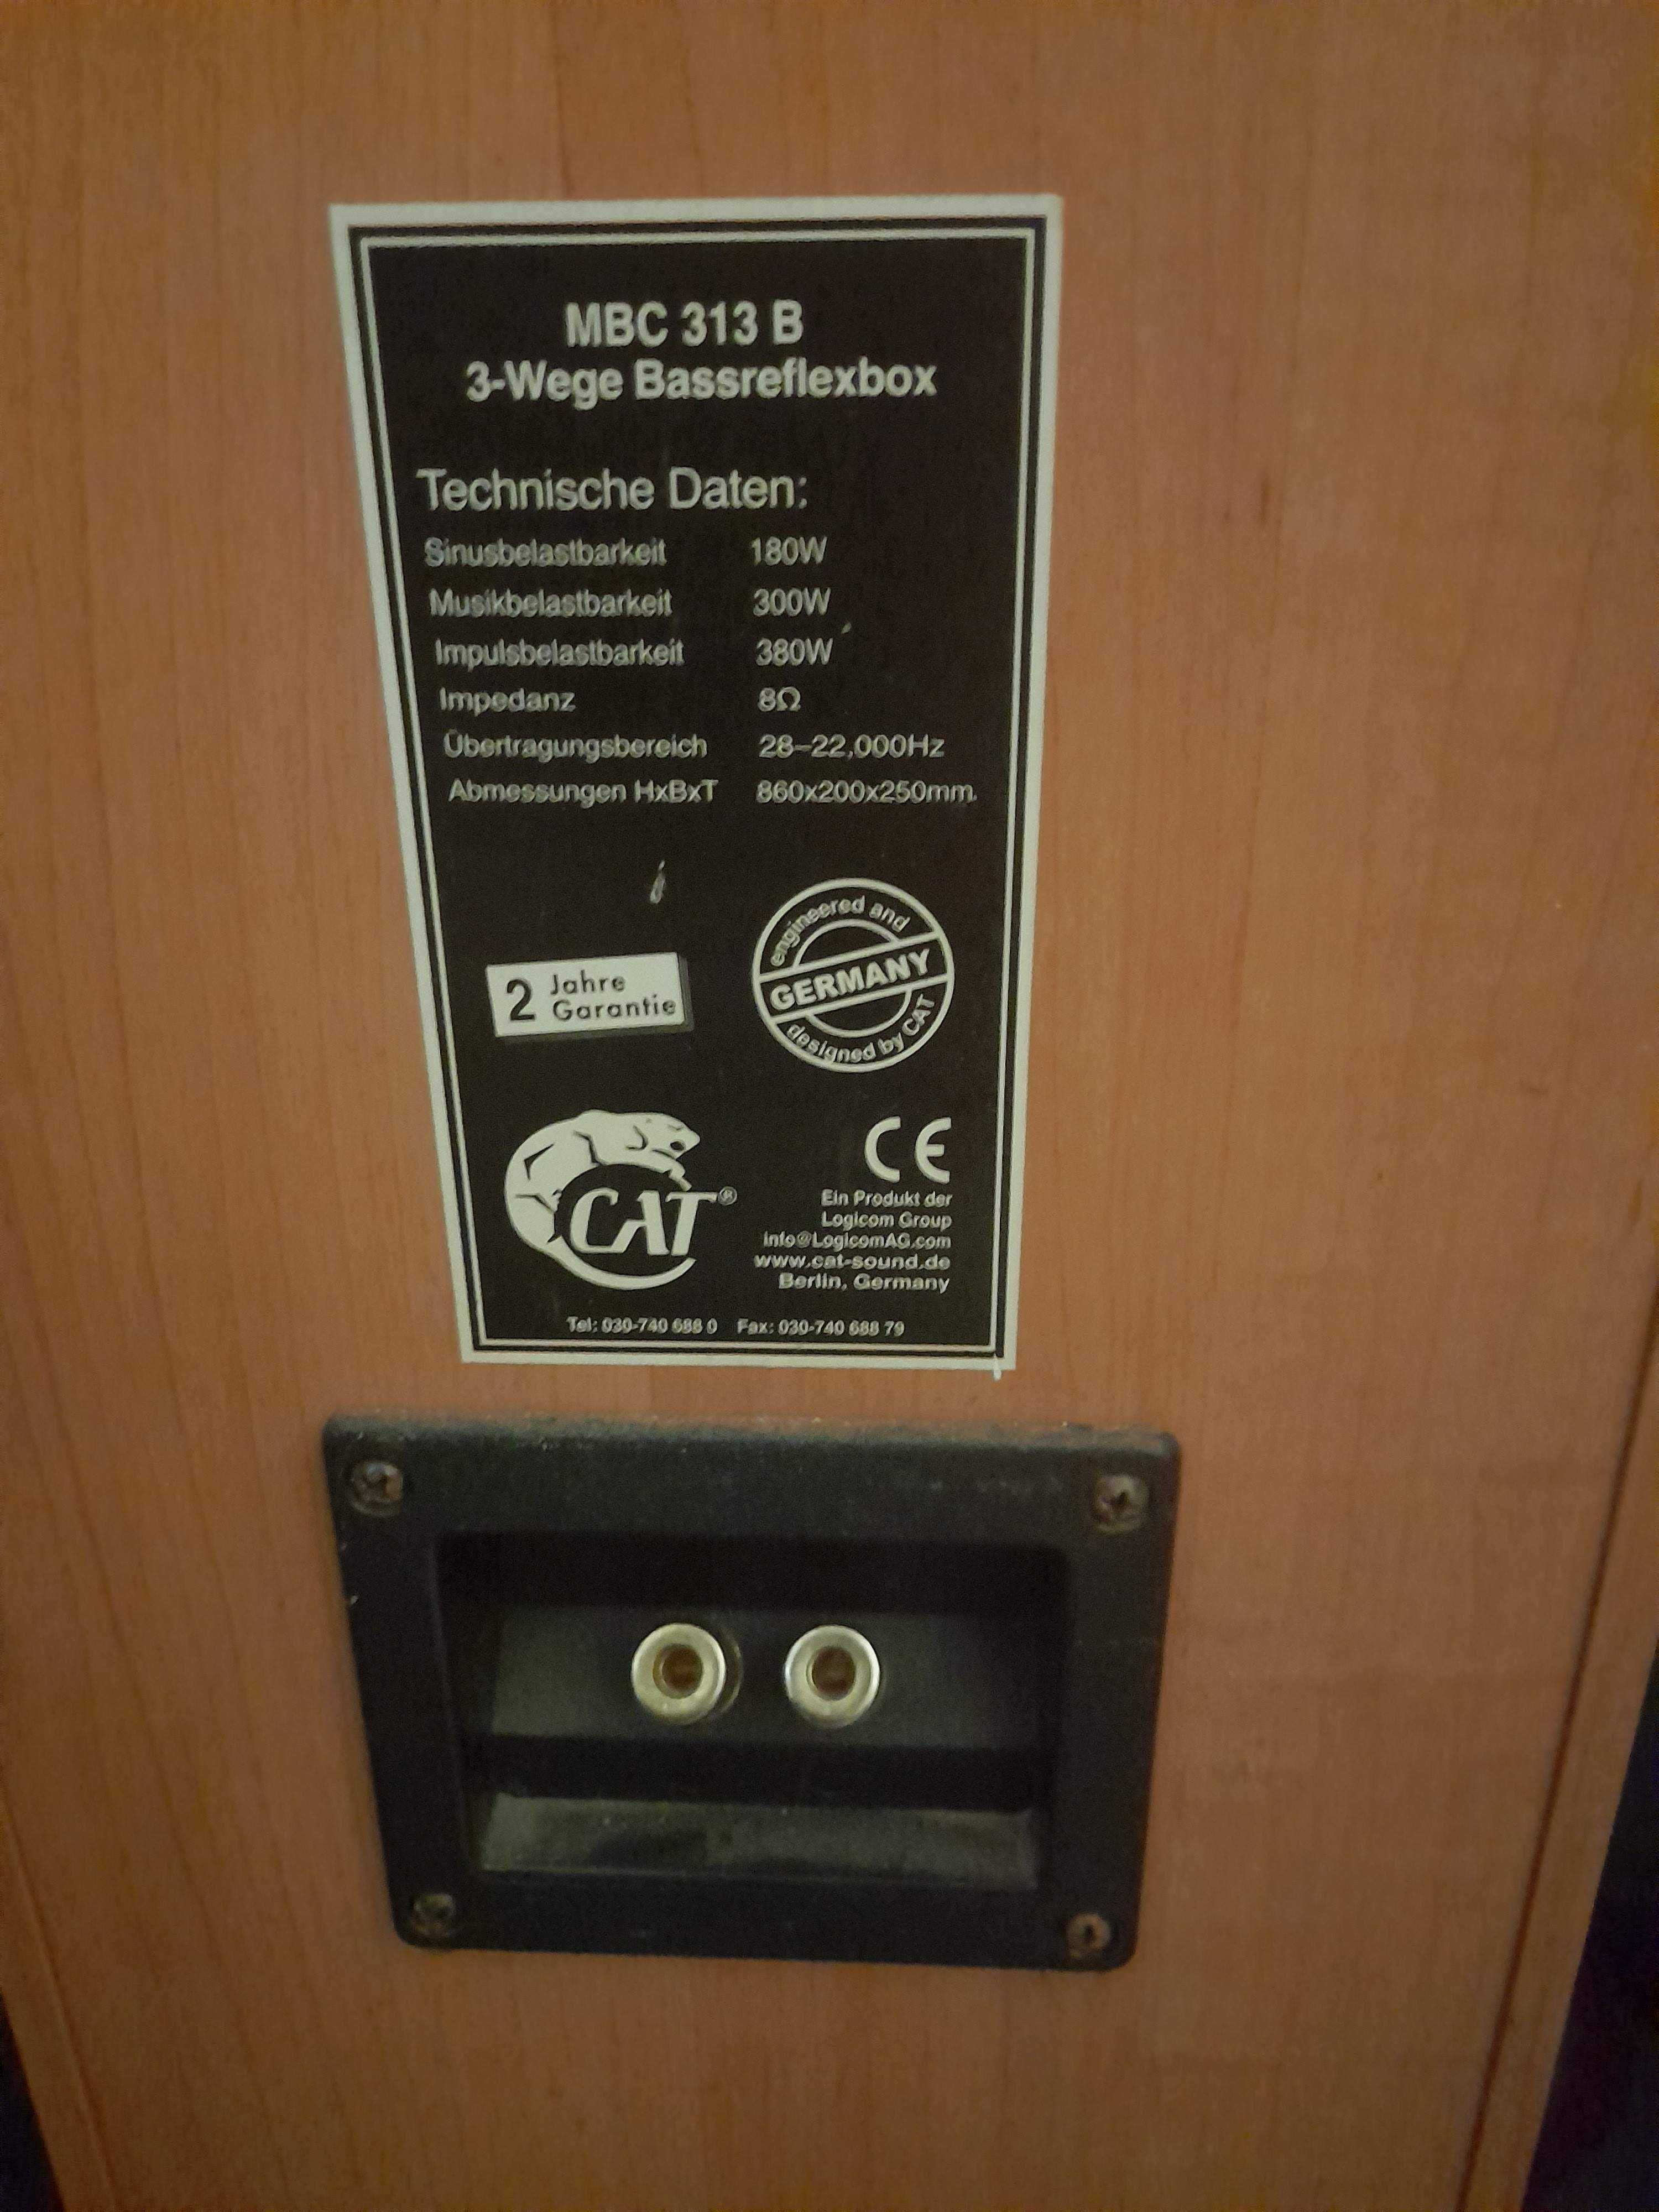 MBC 313 B
3-Wege Bassreflexbox
Technische Daten:
Sinusbelastbarkeit 180W
Musikbelastbarkeit 300W
Impulsbelastbarkeit 380W
Impedanz 8Ω
Übertragungsbereich 28–22,000Hz
Abmessungen HxBxT 860x200x250mm
2 Jahre
Garantie
engineered and
GERMANY
designed by CAT
CAT®
CE
Ein Produkt der
Logicom Group
info@LogicomAG.com
www.cat-sound.de
Berlin, Germany
Tel: 030-740 688 0 Fax: 030-740 688 79